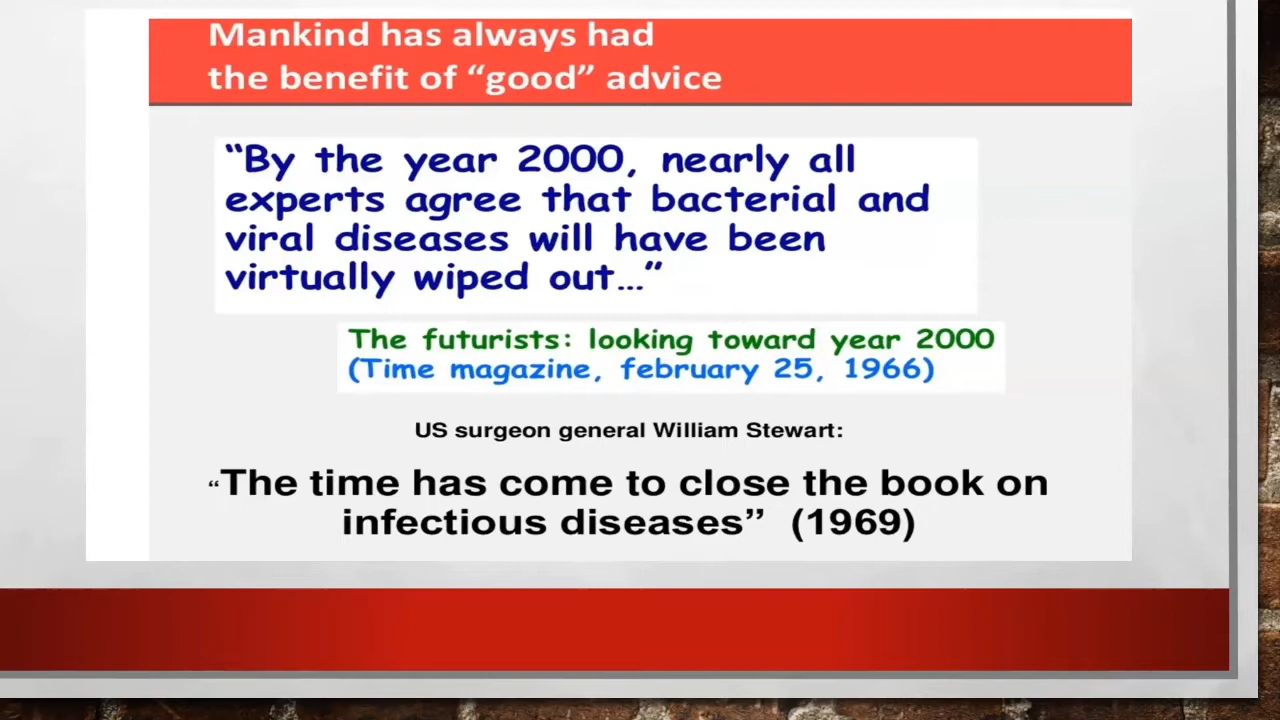 Mankind has always had
the benefit of “good” advice
“By the year 2000, nearly all
experts agree that bacterial and
viral diseases will have been
virtually wiped out…”
The futurists: looking toward year 2000
(Time magazine, february 25, 1966)
US surgeon general William Stewart:
“The time has come to close the book on
infectious diseases” (1969)